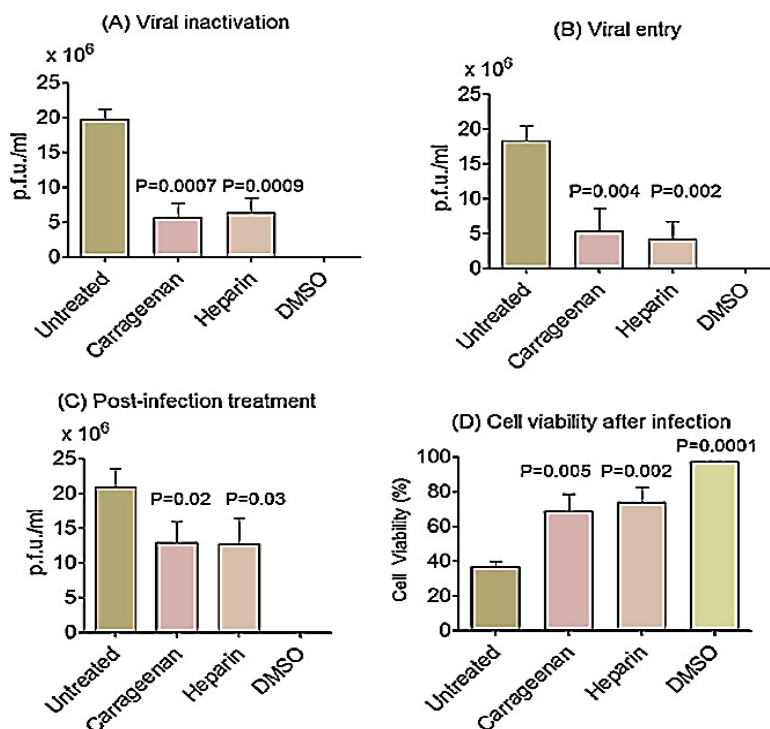 (A) Viral inactivation
x 10⁶
25
20
15
10
5
0
p.f.u./ml
P=0.0007 P=0.0009
Untreated
Carrageenan
Heparin
DMSO
(B) Viral entry
x 10⁶
25
20
15
10
5
0
p.f.u./ml
P=0.004 P=0.002
Untreated
Carrageenan
Heparin
DMSO
(C) Post-infection treatment
x 10⁶
25
20
15
10
5
0
p.f.u./ml
P=0.02 P=0.03
Untreated
Carrageenan
Heparin
DMSO
(D) Cell viability after infection
100
80
60
40
20
0
Cell Viability (%)
P=0.005 P=0.002 P=0.0001
Untreated
Carrageenan
Heparin
DMSO